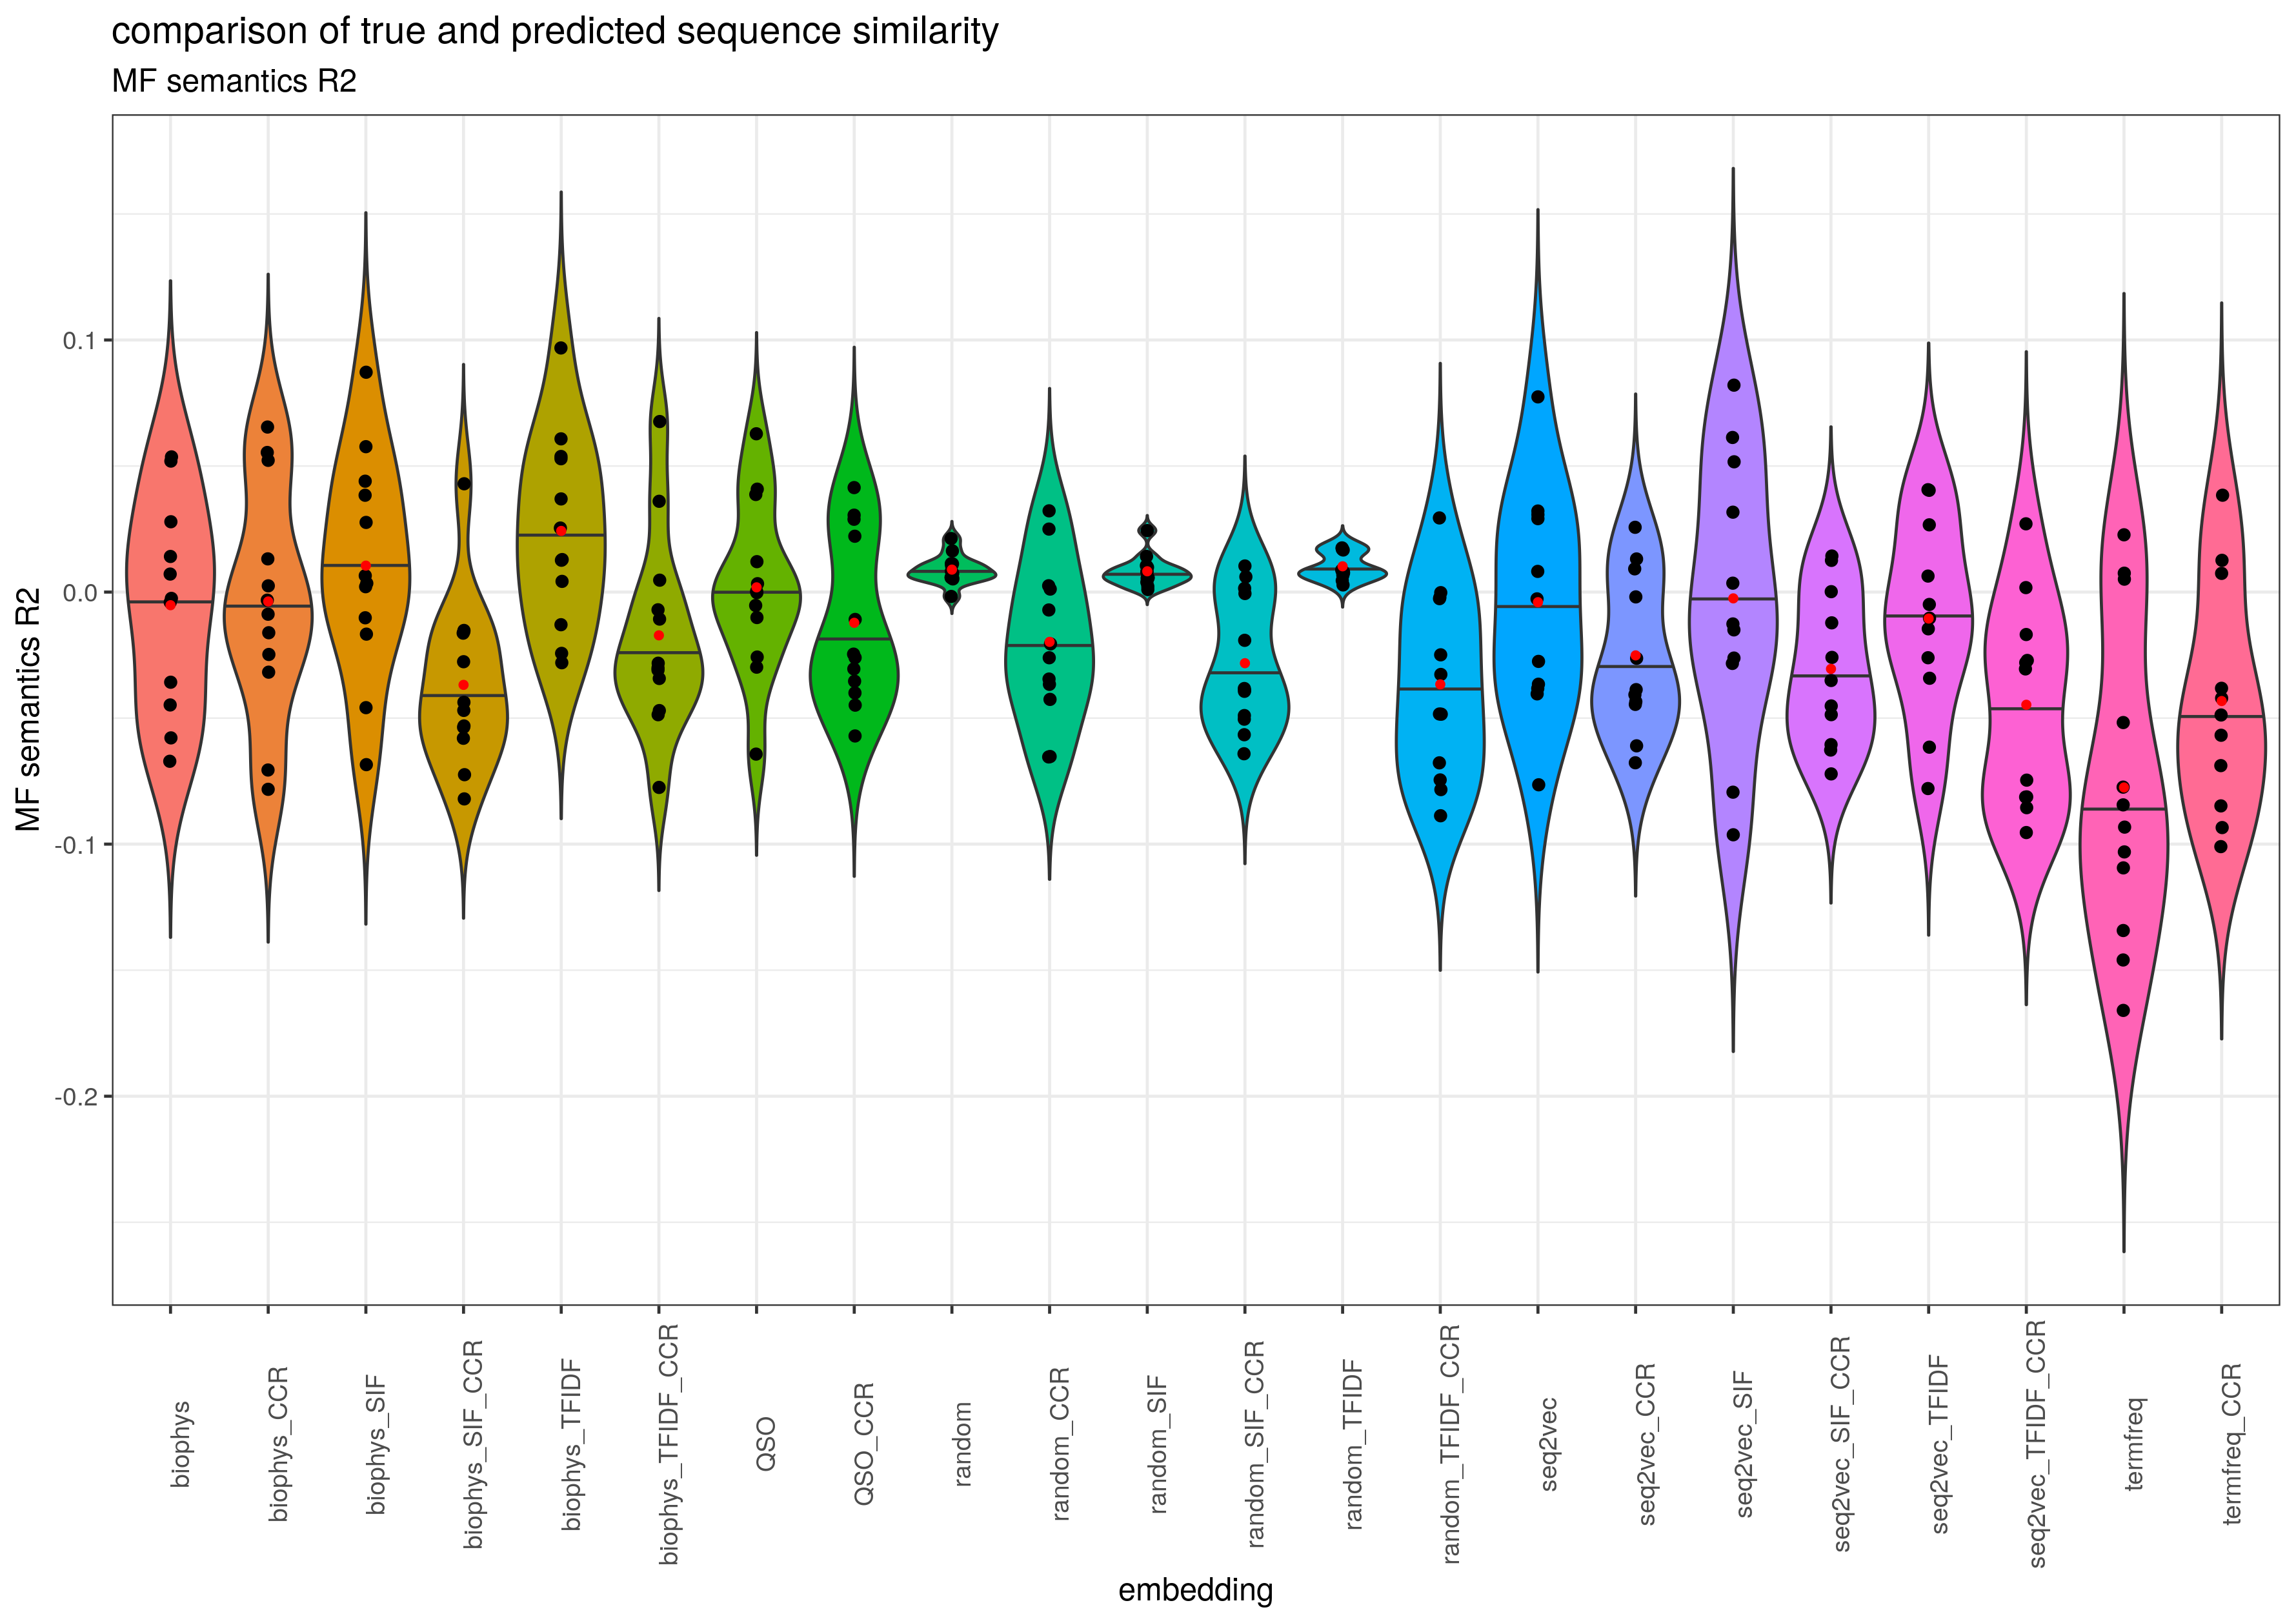 comparison of true and predicted sequence similarity
MF semantics R2
MF semantics R2
0.1
0.0
-0.1
-0.2
biophys
biophys_CCR
biophys_SIF
biophys_SIF_CCR
biophys_TFIDF
biophys_TFIDF_CCR
QSO
QSO_CCR
random
random_CCR
random_SIF
random_SIF_CCR
random_TFIDF
random_TFIDF_CCR
seq2vec
seq2vec_CCR
seq2vec_SIF
seq2vec_SIF_CCR
seq2vec_TFIDF
seq2vec_TFIDF_CCR
termfreq
termfreq_CCR
embedding